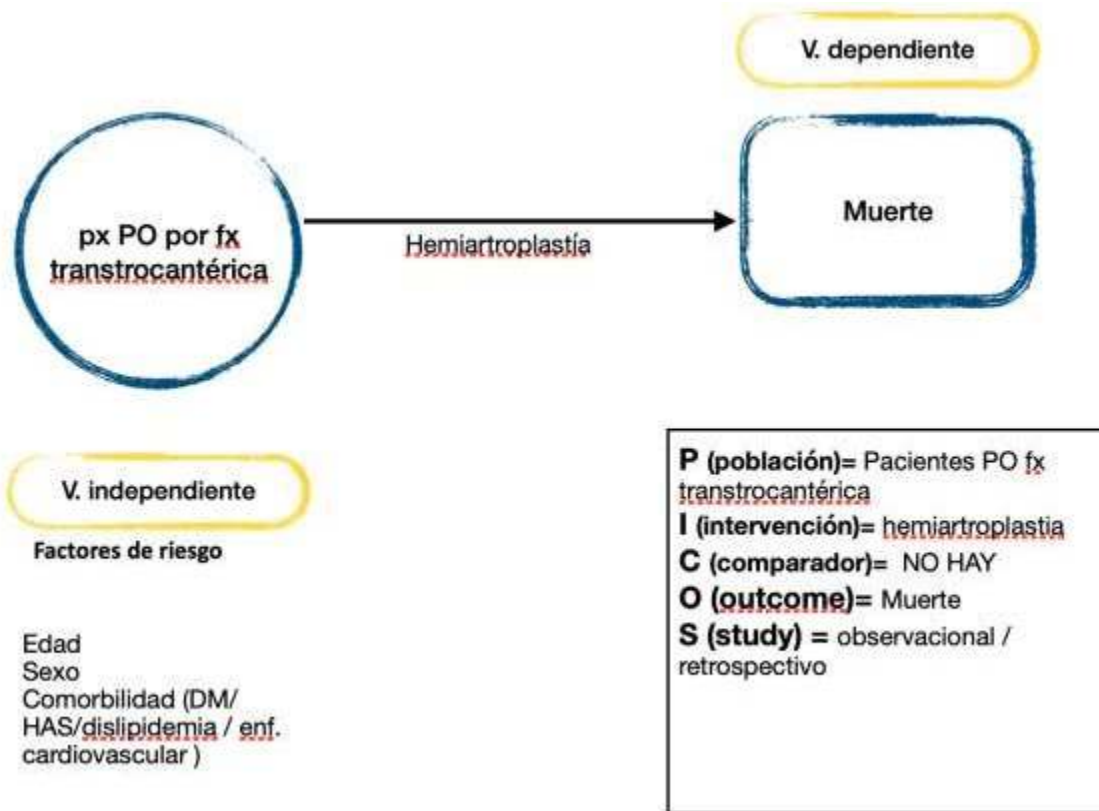 V. dependiente
px PO por fx
transtrocantérica
Hemiartroplastía
Muerte
V. independiente
Factores de riesgo
Edad
Sexo
Comorbilidad (DM/
HAS/dislipidemia / enf.
cardiovascular )
P (población)= Pacientes PO fx
transtrocantérica
I (intervención)= hemiartroplastia
C (comparador)= NO HAY
O (outcome)= Muerte
S (study) = observacional /
retrospectivo